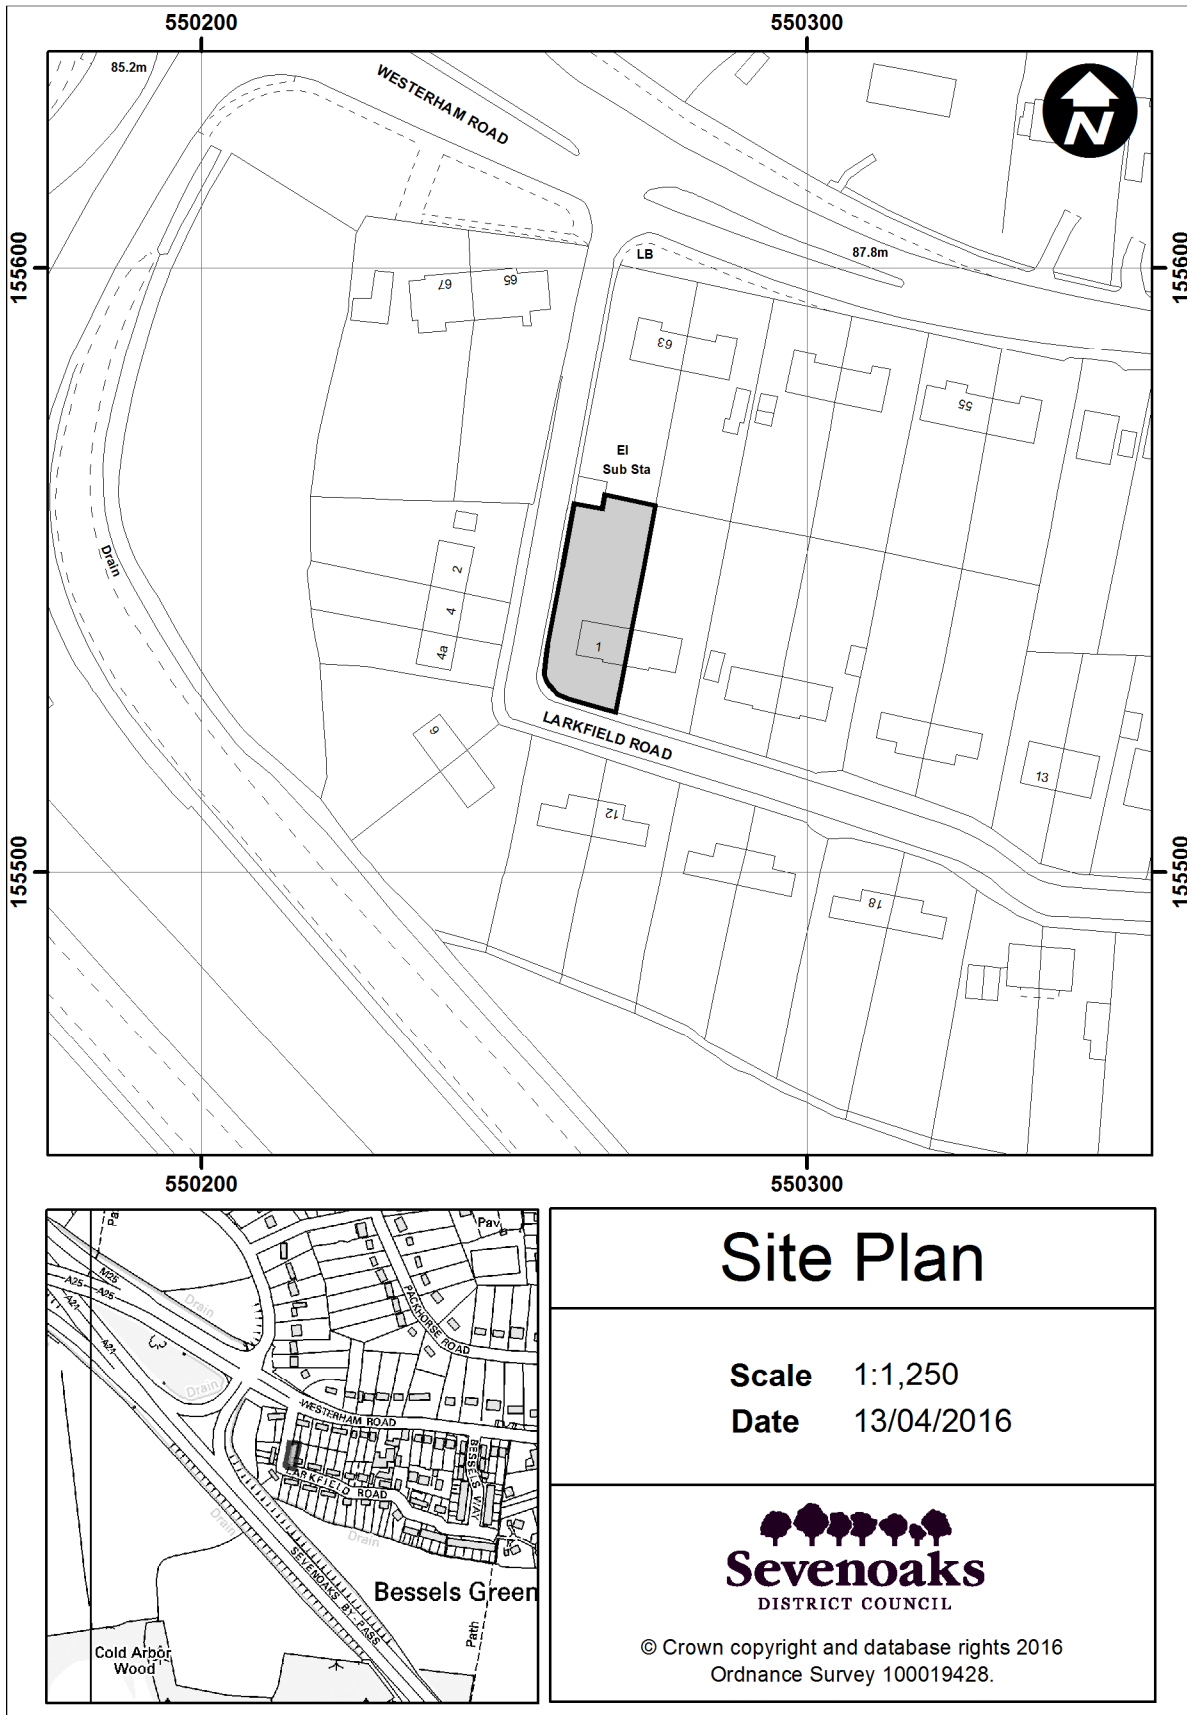 550200
550300
85.2m
WESTERHAM ROAD
N
155600
155600
LB
87.8m
67
65
63
55
El
Sub Sta
Drain
2
4
4a
1
LARKFIELD ROAD
9
12
13
18
155500
155500
550200
550300
Pav
M25
A25
A25
A21
A21
Drain
PACKHORSE ROAD
Drain
WESTERHAM ROAD
BESSELS WAY
LARKFIELD ROAD
Drain
Drain
SEVENOAKS BY-PASS
Bessels Green
Path
Cold Arbor
Wood
Site Plan
Scale 1:1,250
Date 13/04/2016
Sevenoaks
DISTRICT COUNCIL
© Crown copyright and database rights 2016
Ordnance Survey 100019428.